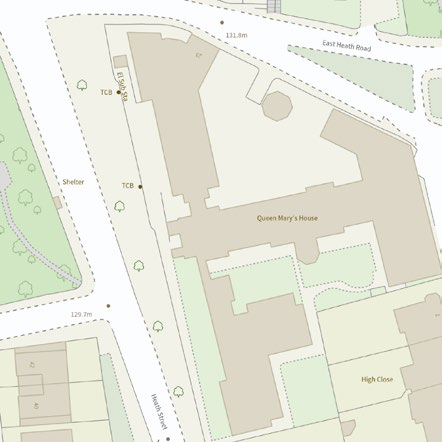 131.8m
East Heath Road
El Sub Sta
TCB
TCB
Shelter
Queen Mary's House
129.7m
Heath Street
High Close